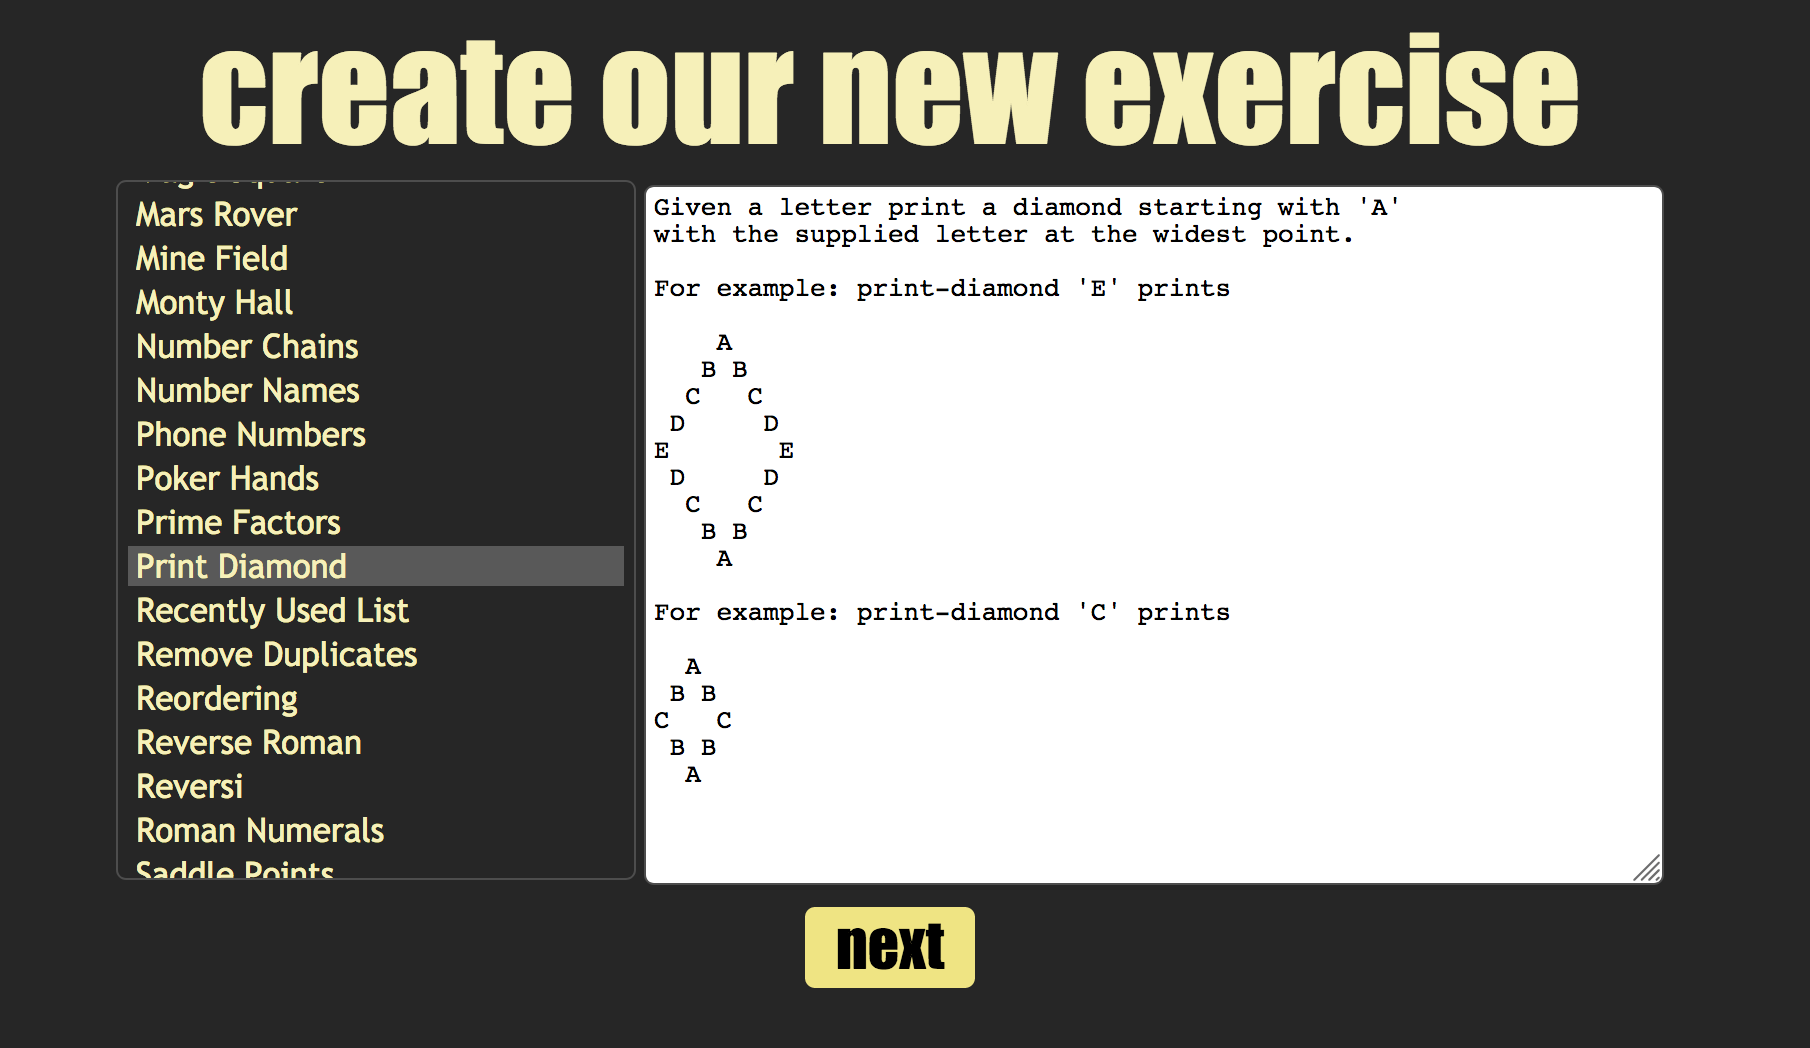 create our new exercise
Mars Rover
Mine Field
Monty Hall
Number Chains
Number Names
Phone Numbers
Poker Hands
Prime Factors
Print Diamond
Recently Used List
Remove Duplicates
Reordering
Reverse Roman
Reversi
Roman Numerals
Saddle Points
Given a letter print a diamond starting with 'A'
with the supplied letter at the widest point.
For example: print-diamond 'E' prints
    A
   B B
  C   C
 D     D
E       E
 D     D
  C   C
   B B
    A
For example: print-diamond 'C' prints
  A
 B B
C   C
 B B
  A
next